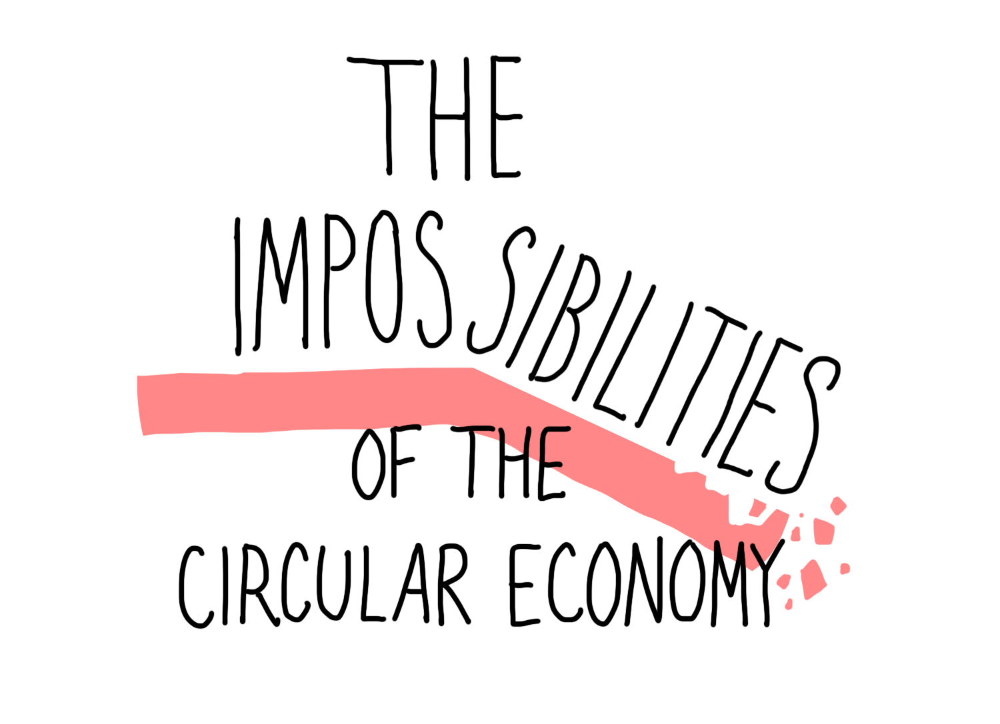 THE
IMPOSSIBILITIES
OF THE
CIRCULAR ECONOMY